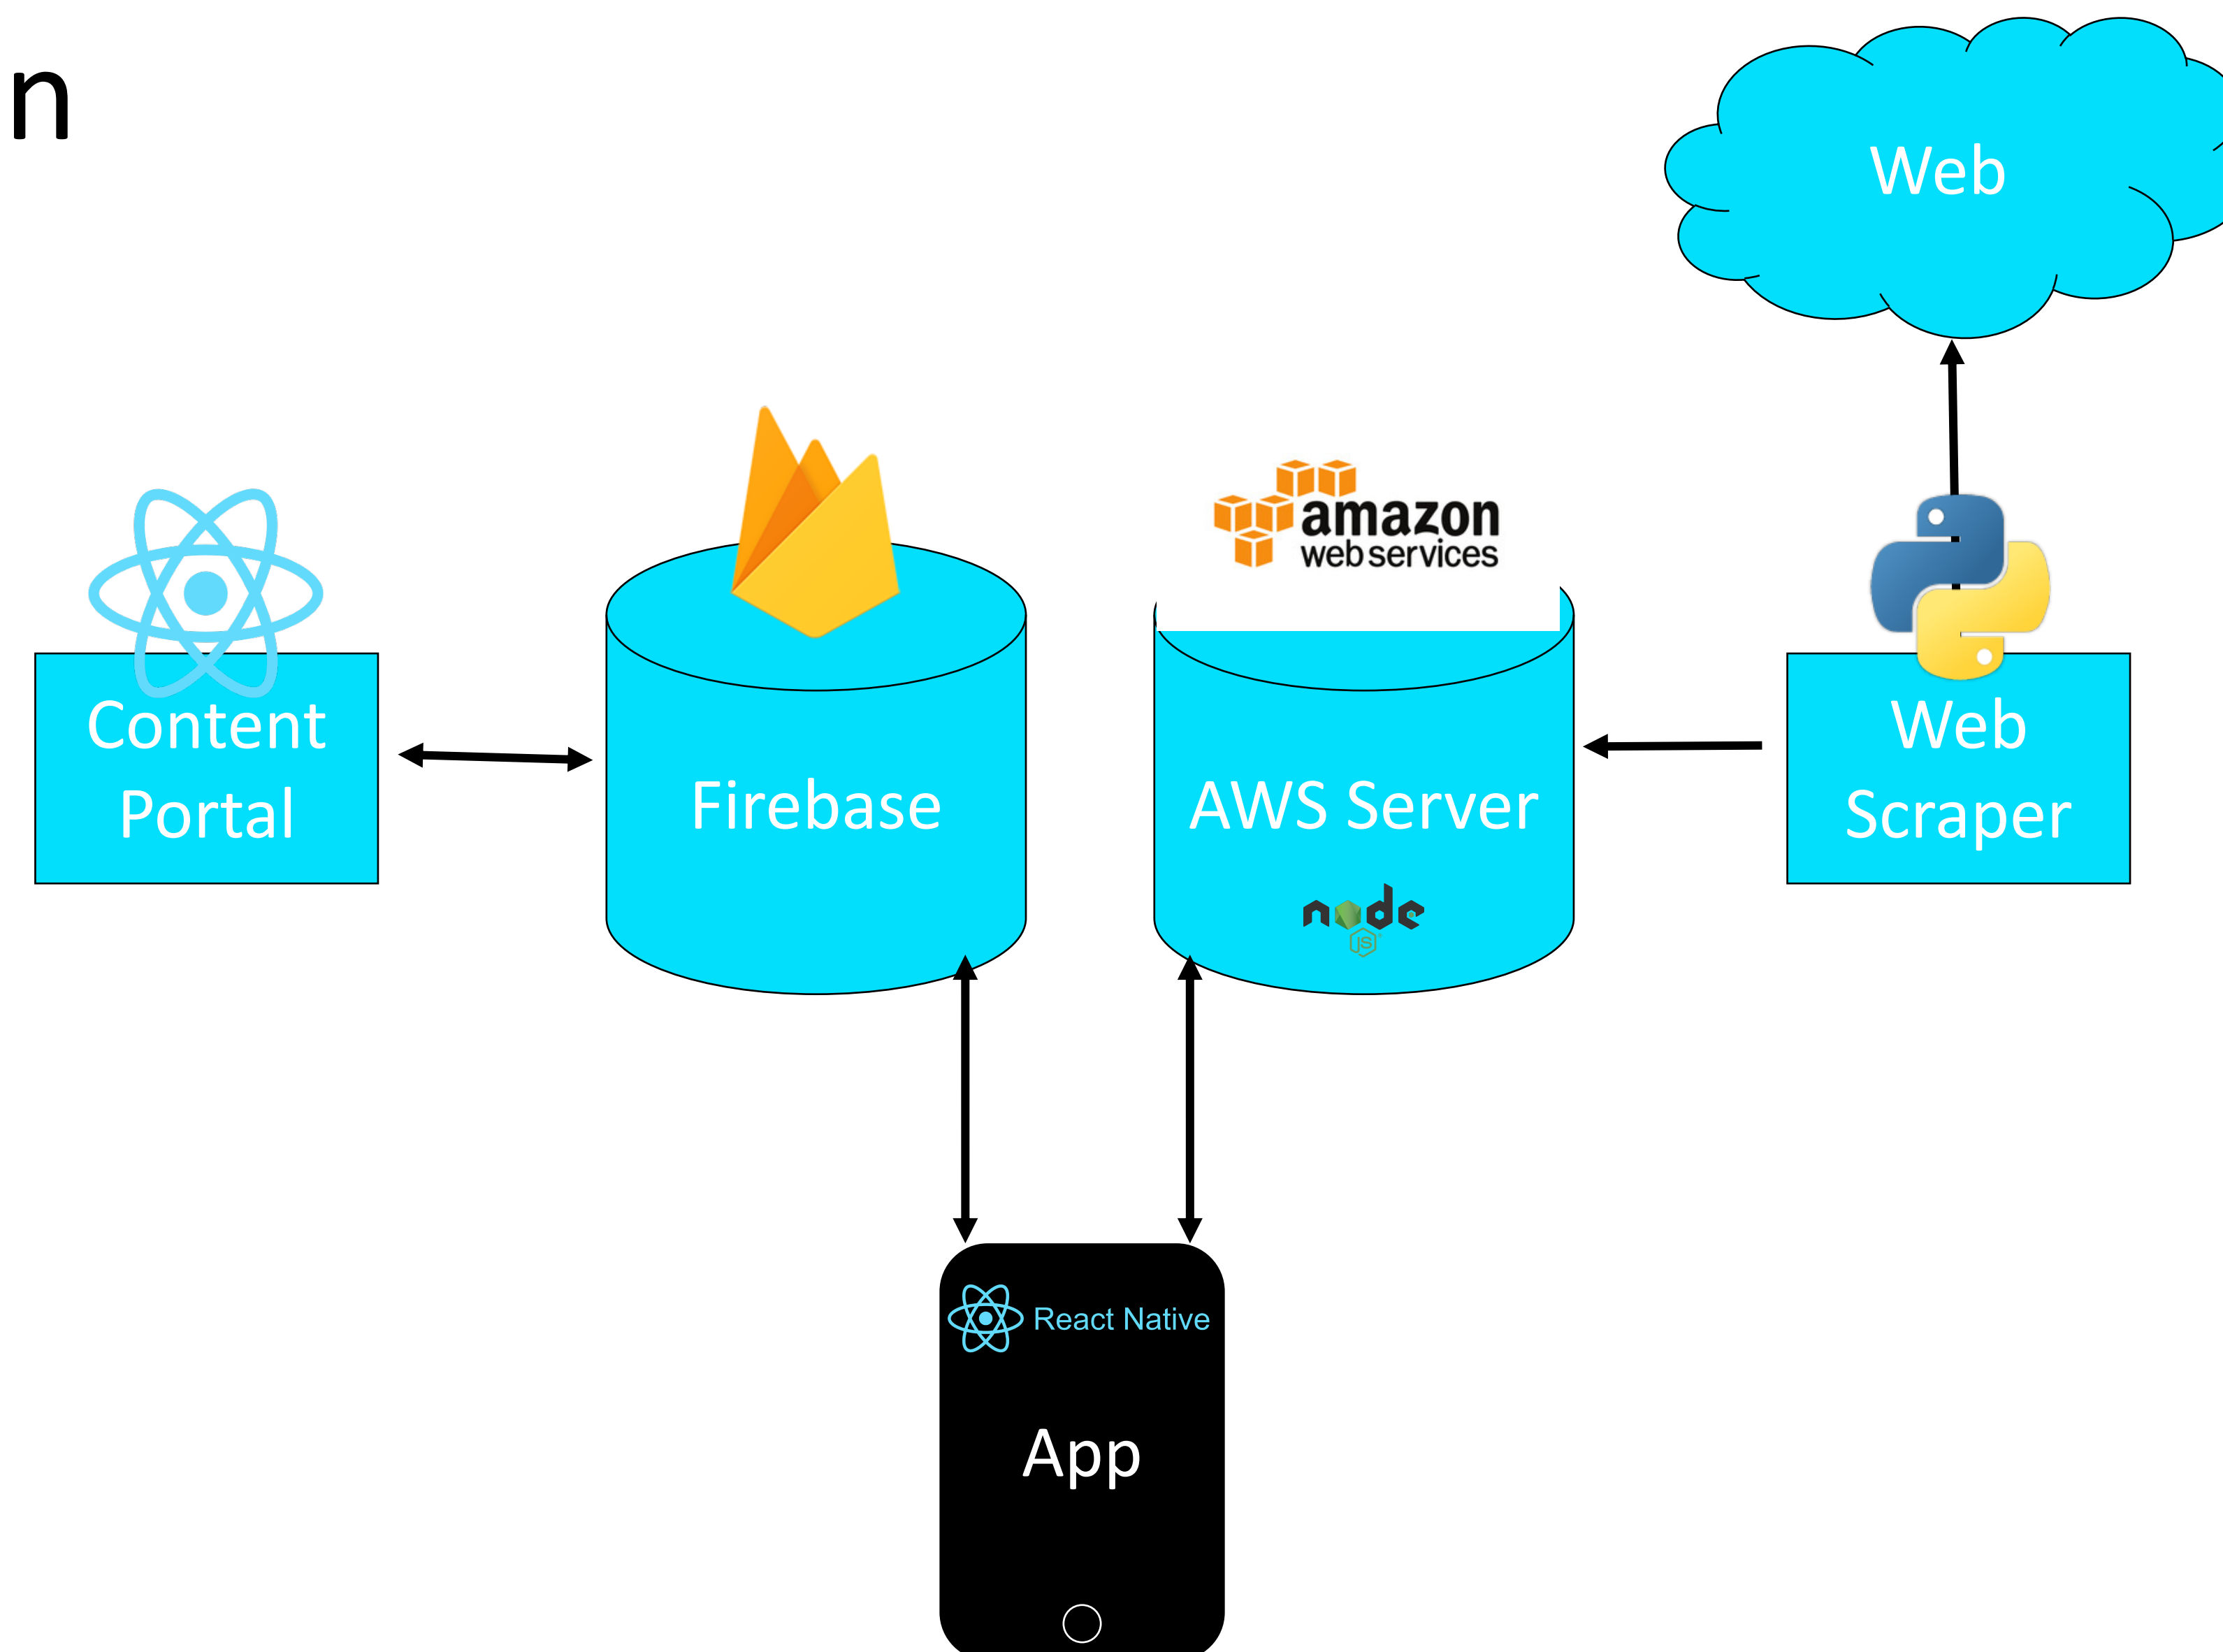 n
Web
amazon
web services
Content
Portal
Firebase
AWS Server
node
JS
Web
Scraper
React Native
App